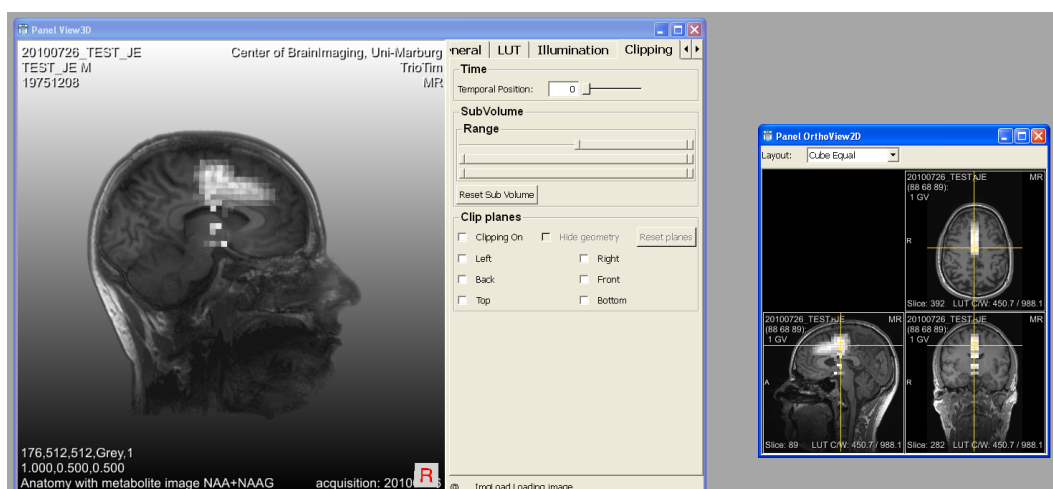 Panel View3D
20100726_TEST_JE
TEST_JE M
19751208
Center of BrainImaging, Uni-Marburg
TrioTim
MR
176,512,512,Grey,1
1.000,0.500,0.500
Anatomy with metabolite image NAA+NAAG
acquisition:
R
LUT
Illumination
Clipping
Time
Temporal Position: 0
SubVolume
Range
Reset Sub Volume
Clip planes
Clipping On Hide geometry Reset planes
Left Right
Back Front
Top Bottom
ImgLoad Loading image
Panel OrthoView2D
Layout: Cube Equal
20100726_TEST_JE MR
(88 68 89):
1 GV
R
Slice: 392 LUT C/W: 450.7 / 988.1
20100726_TEST_JE MR
(88 68 89):
1 GV
A
Slice: 89 LUT C/W: 450.7 / 988.1
20100726_TEST_JE MR
(88 68 89):
1 GV
R
Slice: 282 LUT C/W: 450.7 / 988.1